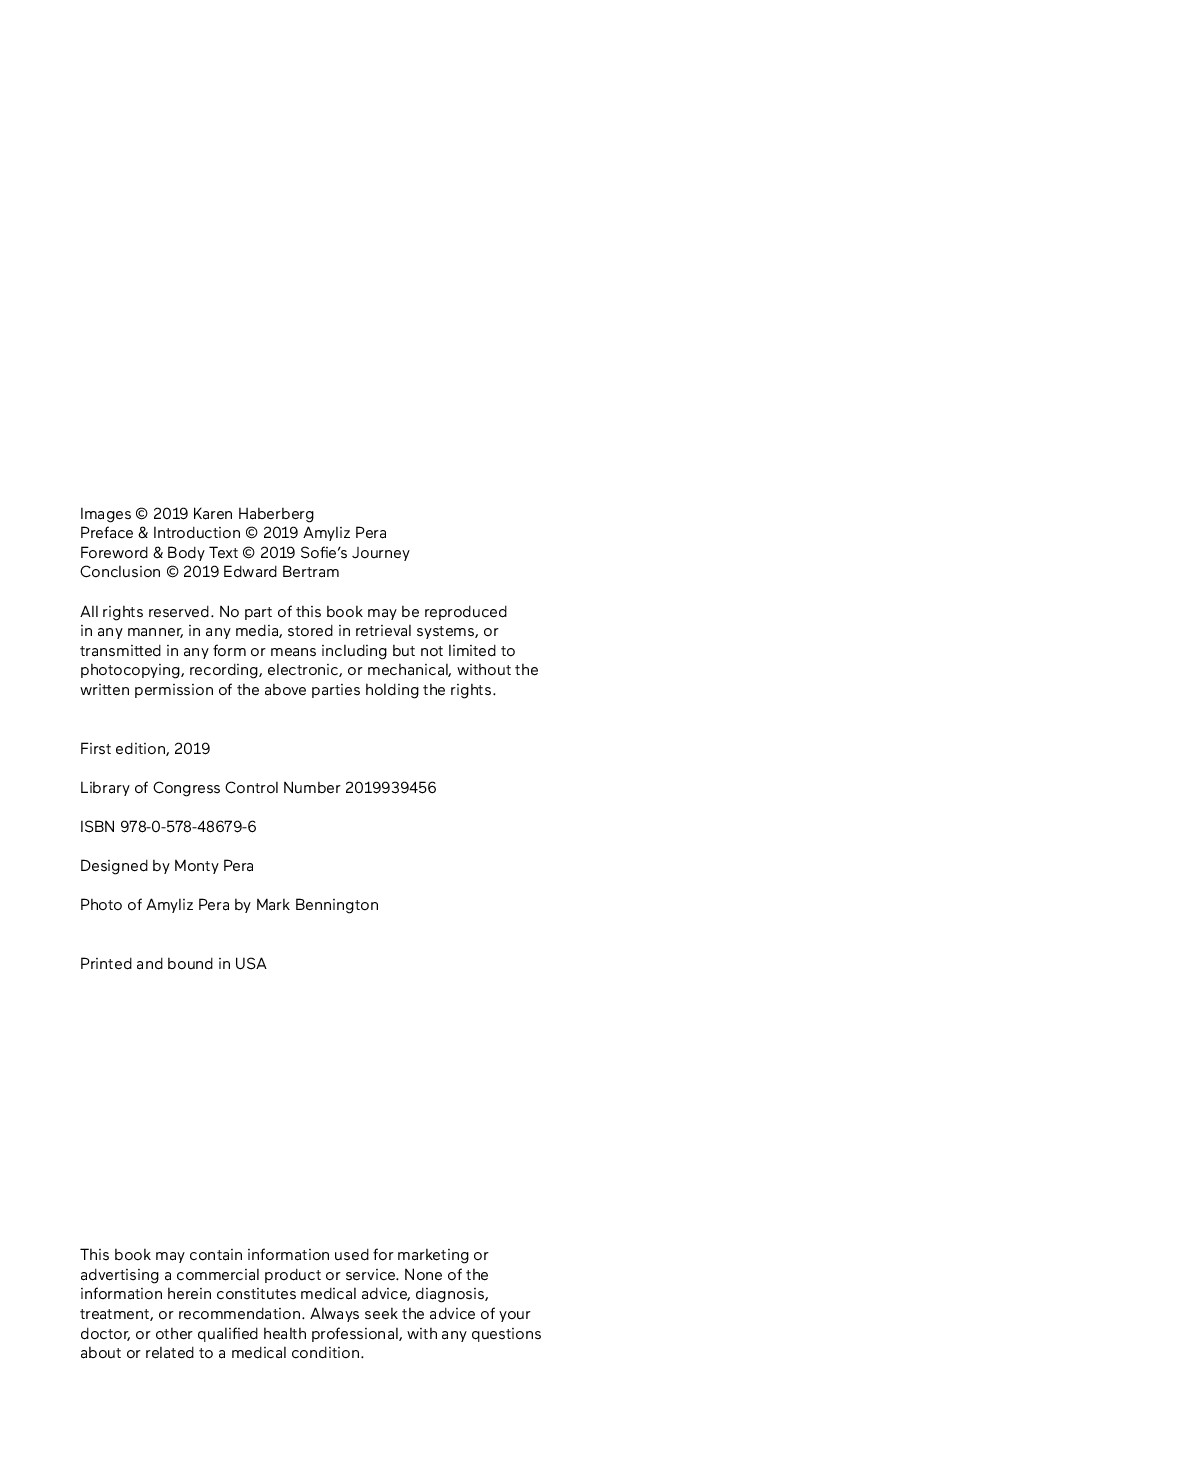 Images © 2019 Karen Haberberg
Preface & Introduction © 2019 Amyliz Pera
Foreword & Body Text © 2019 Sofie’s Journey
Conclusion © 2019 Edward Bertram
All rights reserved. No part of this book may be reproduced
in any manner, in any media, stored in retrieval systems, or
transmitted in any form or means including but not limited to
photocopying, recording, electronic, or mechanical, without the
written permission of the above parties holding the rights.
First edition, 2019
Library of Congress Control Number 2019939456
ISBN 978-0-578-48679-6
Designed by Monty Pera
Photo of Amyliz Pera by Mark Bennington
Printed and bound in USA
This book may contain information used for marketing or
advertising a commercial product or service. None of the
information herein constitutes medical advice, diagnosis,
treatment, or recommendation. Always seek the advice of your
doctor, or other qualified health professional, with any questions
about or related to a medical condition.